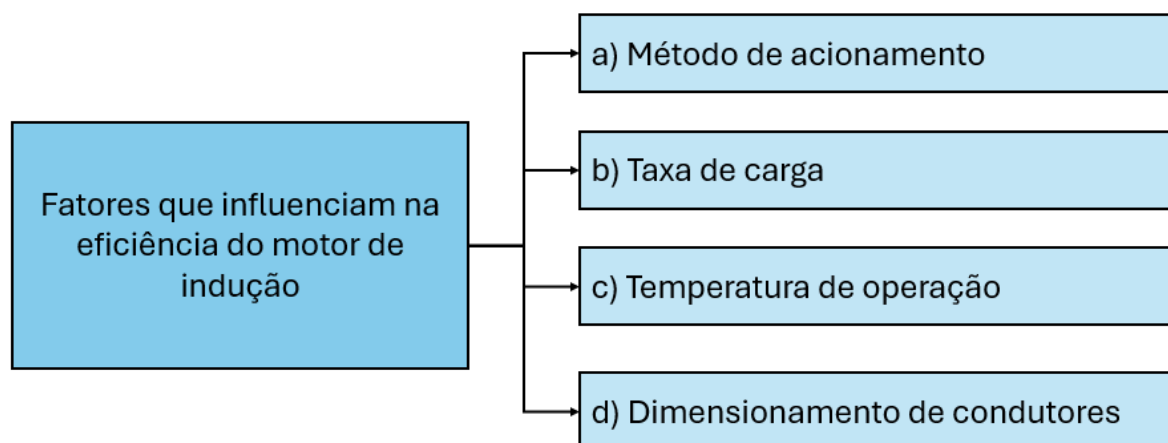 Fatores que influenciam na
eficiência do motor de
indução
a) Método de acionamento
b) Taxa de carga
c) Temperatura de operação
d) Dimensionamento de condutores